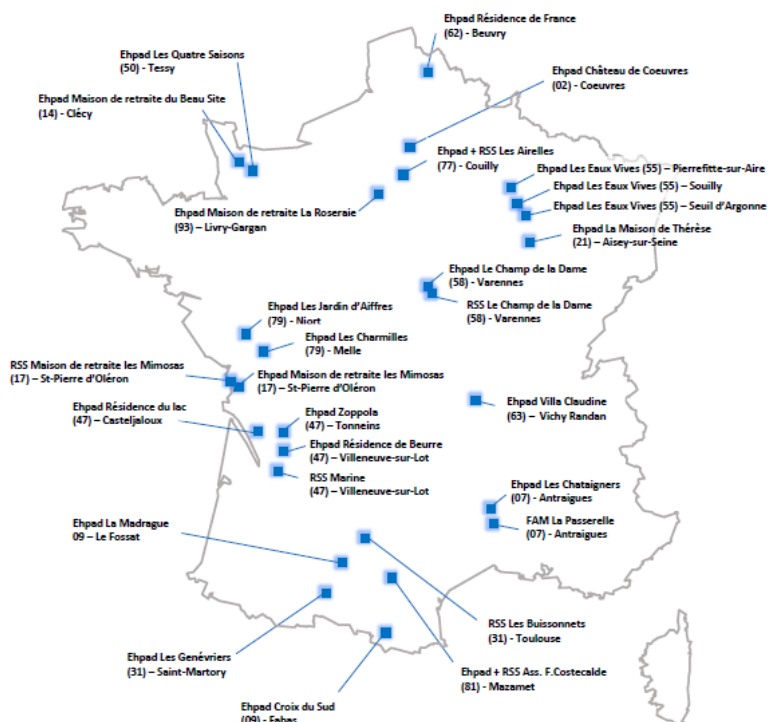 Ehpad Résidence de France
(62) - Beuvry
Ehpad Les Quatre Saisons
(50) - Tessy
Ehpad Château de Coeuvres
(02) - Coeuvres
Ehpad Maison de retraite du Beau Site
(14) - Clécy
Ehpad + RSS Les Airelles
(77) - Couilly
Ehpad Les Eaux Vives (55) – Pierrefitte-sur-Aire
Ehpad Les Eaux Vives (55) – Souilly
Ehpad Les Eaux Vives (55) – Seuil d'Argonne
Ehpad Maison de retraite La Roseraie
(93) – Livry-Gargan
Ehpad La Maison de Thérèse
(21) – Aisey-sur-Seine
Ehpad Le Champ de la Dame
(58) - Varennes
RSS Le Champ de la Dame
(58) - Varennes
Ehpad Les Jardin d'Aiffres
(79) - Niort
Ehpad Les Charmilles
(79) - Melle
RSS Maison de retraite les Mimosas
(17) – St-Pierre d'Oléron
Ehpad Maison de retraite les Mimosas
(17) – St-Pierre d'Oléron
Ehpad Villa Claudine
(63) – Vichy Randan
Ehpad Résidence du lac
(47) – Casteljaloux
Ehpad Zoppola
(47) - Tonneins
Ehpad Résidence de Beurre
(47) – Villeneuve-sur-Lot
RSS Marine
(47) – Villeneuve-sur-Lot
Ehpad Les Chataigners
(07) - Antraigues
FAM La Passerelle
(07) - Antraigues
Ehpad La Madrague
09 – Le Fossat
RSS Les Buissonnets
(31) - Toulouse
Ehpad Les Genévriers
(31) – Saint-Martory
Ehpad + RSS Ass. F.Costecalde
(81) - Mazamet
Ehpad Croix du Sud
(09) - Fabas